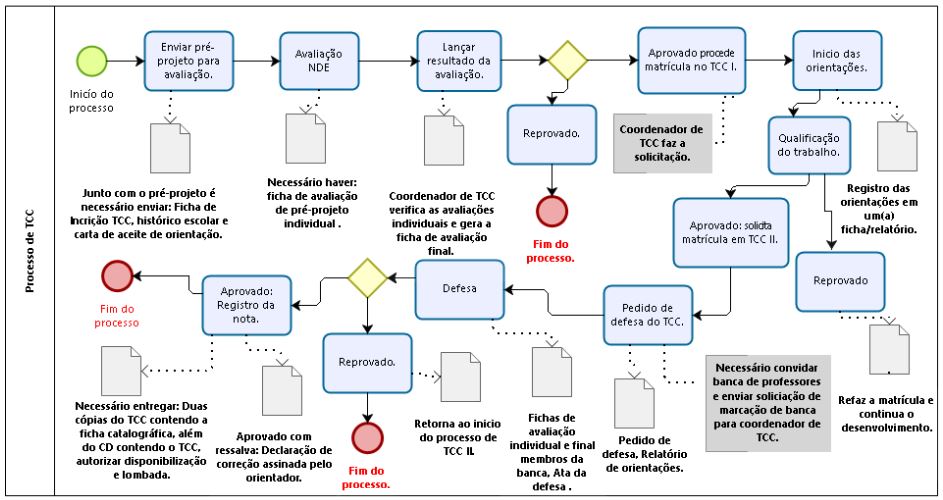 Processo de TCC
Início do
processo
Enviar pré-
projeto para
avaliação.
Avaliação
NDE
Lançar
resultado da
avaliação.
Aprovado procede
matrícula no TCC I.
Inicio das
orientações.
Reprovado.
Coordenador de
TCC faz a
solicitação.
Qualificação
do trabalho.
Junto com o pré-projeto é
necessário enviar: Ficha de
Incrição TCC, histórico escolar e
carta de aceite de orientação.
Necessário haver:
ficha de avaliação
de pré-projeto
individual .
Coordenador de TCC
verifica as avaliações
individuais e gera a
ficha de avaliação
final.
Fim do
processo.
Registro das
orientações em
um(a)
ficha/relatório.
Aprovado: solicita
matrícula em TCC II.
Reprovado
Fim do
processo
Aprovado:
Registro da
nota.
Defesa
Pedido de
defesa do TCC.
Reprovado.
Necessário convidar
banca de professores
e enviar soliciação de
marcação de banca
para coordenador de
TCC.
Refaz a matrícula e
continua o
desenvolvimento.
Necessário entregar: Duas
cópias do TCC contendo a
ficha catalográfica, além
do CD contendo o TCC,
autorizar disponibilização
e lombada.
Aprovado com
ressalva: Declaração
de correção assinada pelo
orientador.
Fim do
processo.
Retorna ao inicio
do processo de
TCC II.
Fichas de
avaliação
individual e final
membros da
banca, Ata da
defesa .
Pedido de
defesa, Relatório
de orientações.